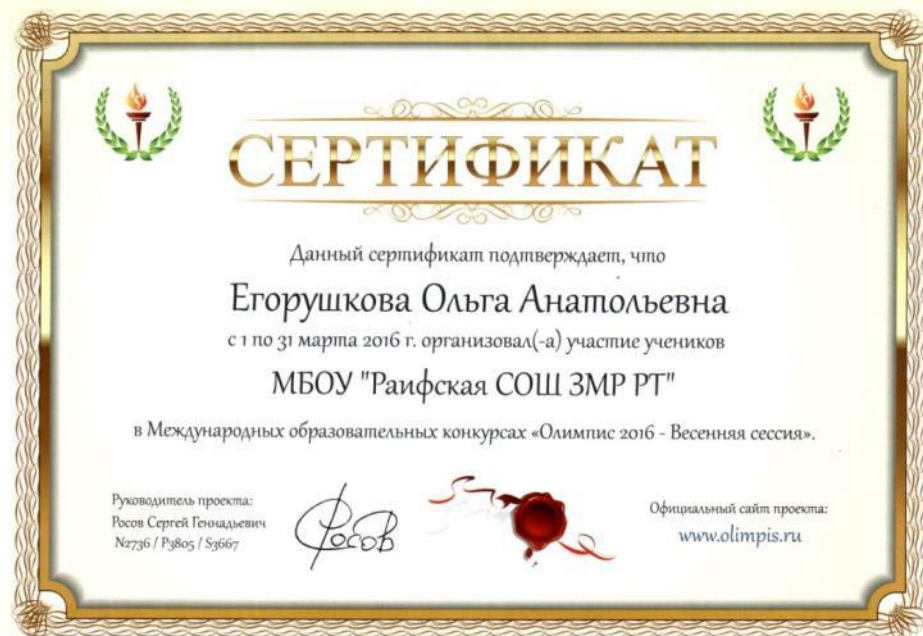 СЕРТИФИКАТ
Данный сертификат подтверждает, что
Егорушкова Ольга Анатольевна
с 1 по 31 марта 2016 г. организовал(-а) участие учеников
МБОУ "Раифская СОШ ЗМР РТ"
в Международных образовательных конкурсах «Олимпис 2016 - Весенняя сессия».
Руководитель проекта:
Росов Сергей Геннадьевич
N2736 / P3805 / S3667
Росов
Официальный сайт проекта:
www.olimpis.ru